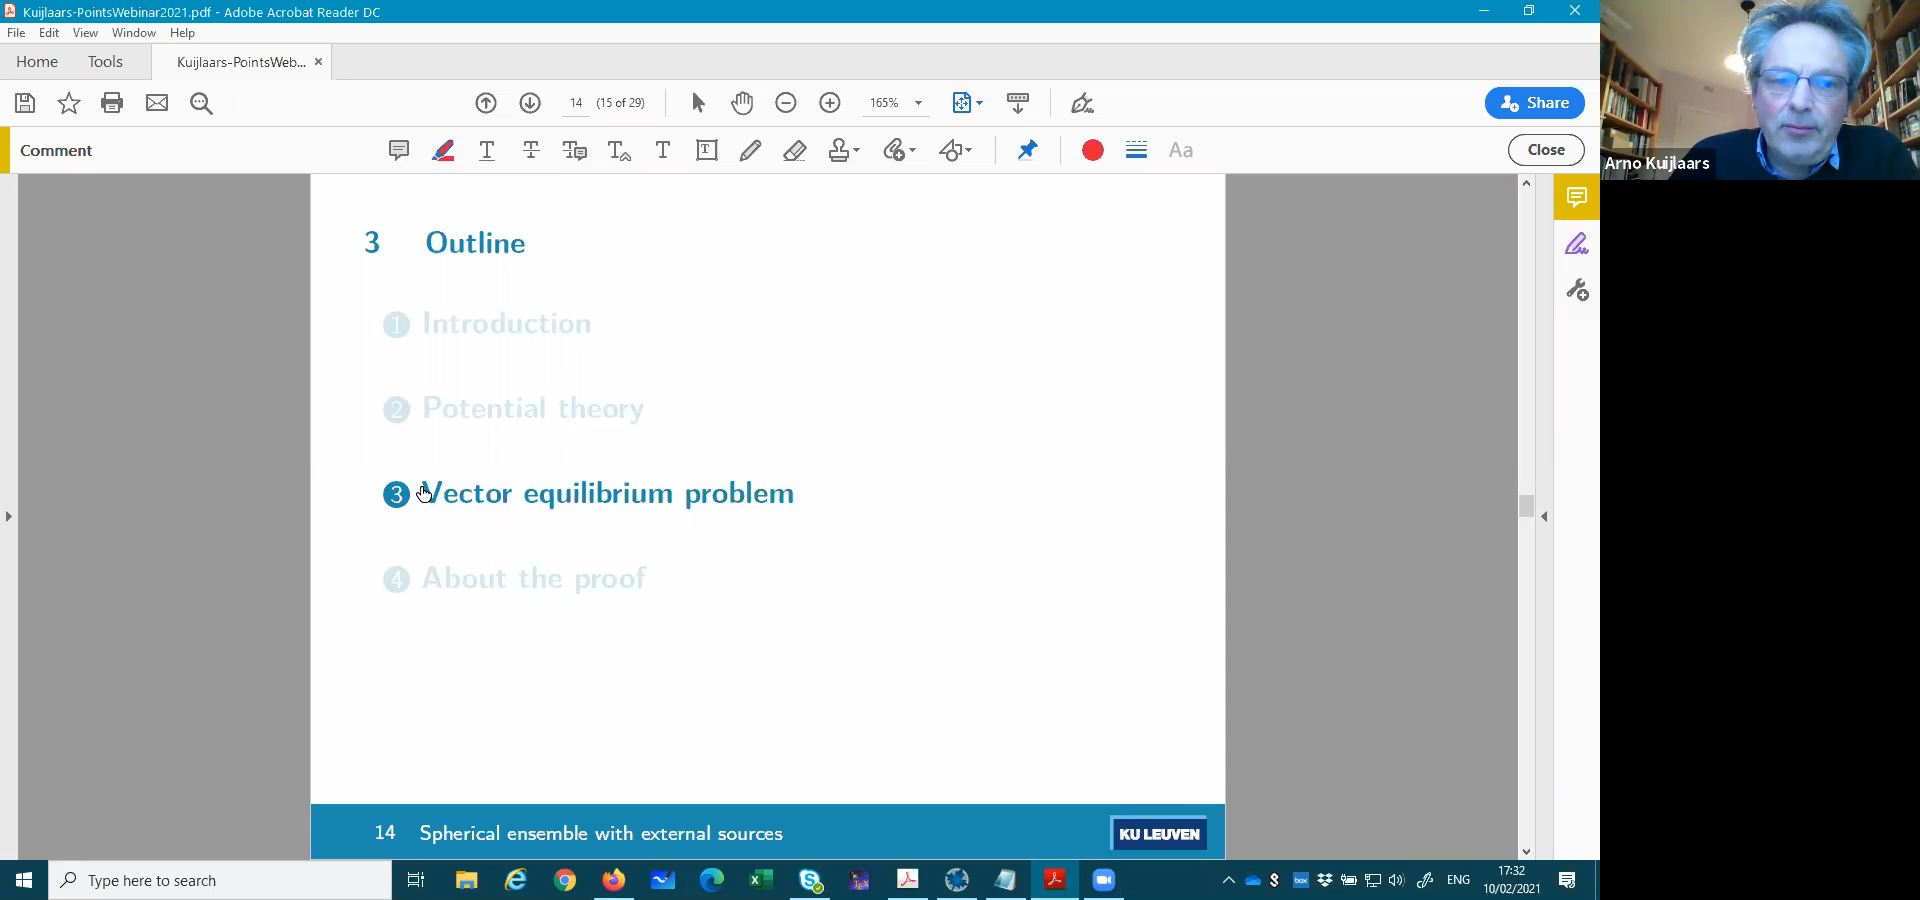 Kuijlaars-PointsWebinar2021.pdf - Adobe Acrobat Reader DC
File Edit View Window Help
Home Tools Kuijlaars-PointsWeb... ×
14 (15 of 29) 165% Share
Comment Aa Close
Arno Kuijlaars
3 Outline
1 Introduction
2 Potential theory
3 Vector equilibrium problem
4 About the proof
14 Spherical ensemble with external sources KU LEUVEN
Type here to search
ENG
17:32
10/02/2021